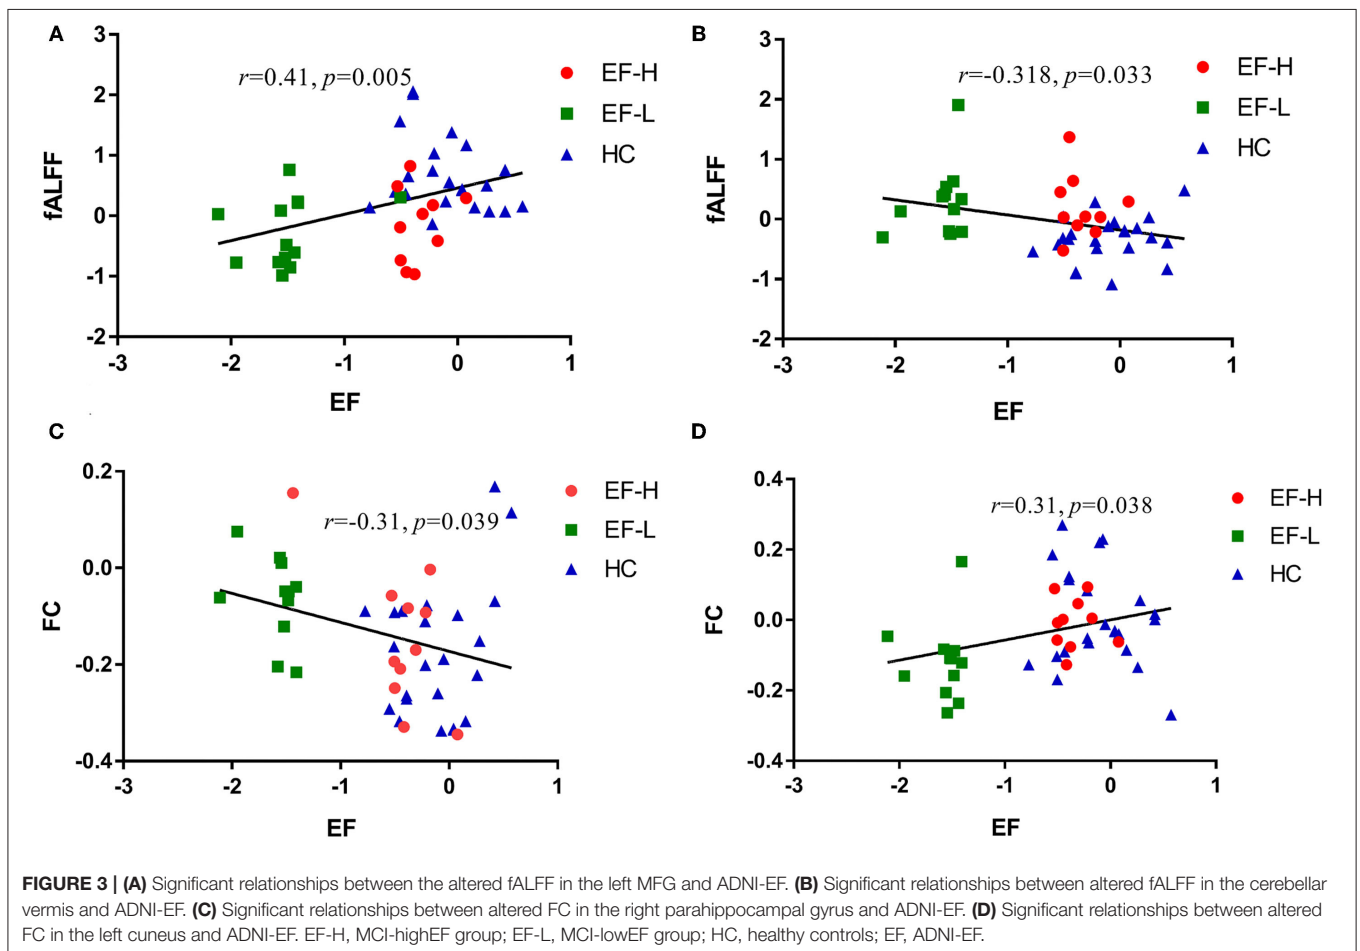 A
3
2
1
0
-1
-2
-3
-2
-1
0
1
fALFF
EF
r=0.41, p=0.005
EF-H
EF-L
HC
B
3
2
1
0
-1
-2
-3
-2
-1
0
1
fALFF
EF
r=-0.318, p=0.033
EF-H
EF-L
HC
C
0.2
0.0
-0.2
-0.4
-3
-2
-1
0
1
FC
EF
r=-0.31, p=0.039
EF-H
EF-L
HC
D
0.4
0.2
0.0
-0.2
-0.4
-3
-2
-1
0
1
FC
EF
r=0.31, p=0.038
EF-H
EF-L
HC
FIGURE 3 | (A) Significant relationships between the altered fALFF in the left MFG and ADNI-EF. (B) Significant relationships between altered fALFF in the cerebellar
vermis and ADNI-EF. (C) Significant relationships between altered FC in the right parahippocampal gyrus and ADNI-EF. (D) Significant relationships between altered
FC in the left cuneus and ADNI-EF. EF-H, MCI-highEF group; EF-L, MCI-lowEF group; HC, healthy controls; EF, ADNI-EF.